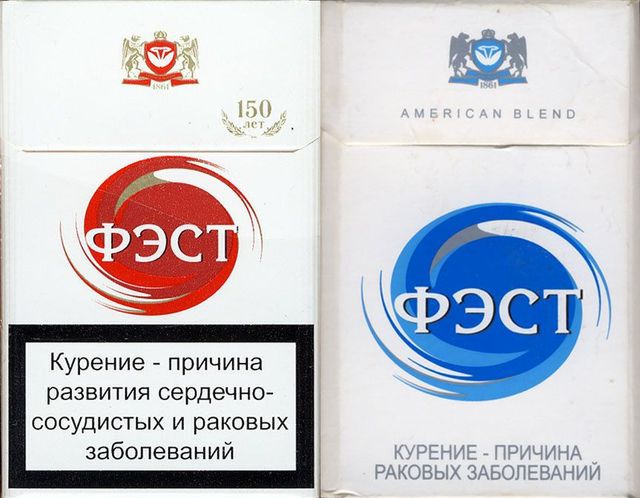 1861
150
лет
ФЭСТ
Курение - причина
развития сердечно-
сосудистых и раковых
заболеваний
1861
AMERICAN BLEND
ФЭСТ
КУРЕНИЕ - ПРИЧИНА
РАКОВЫХ ЗАБОЛЕВАНИЙ